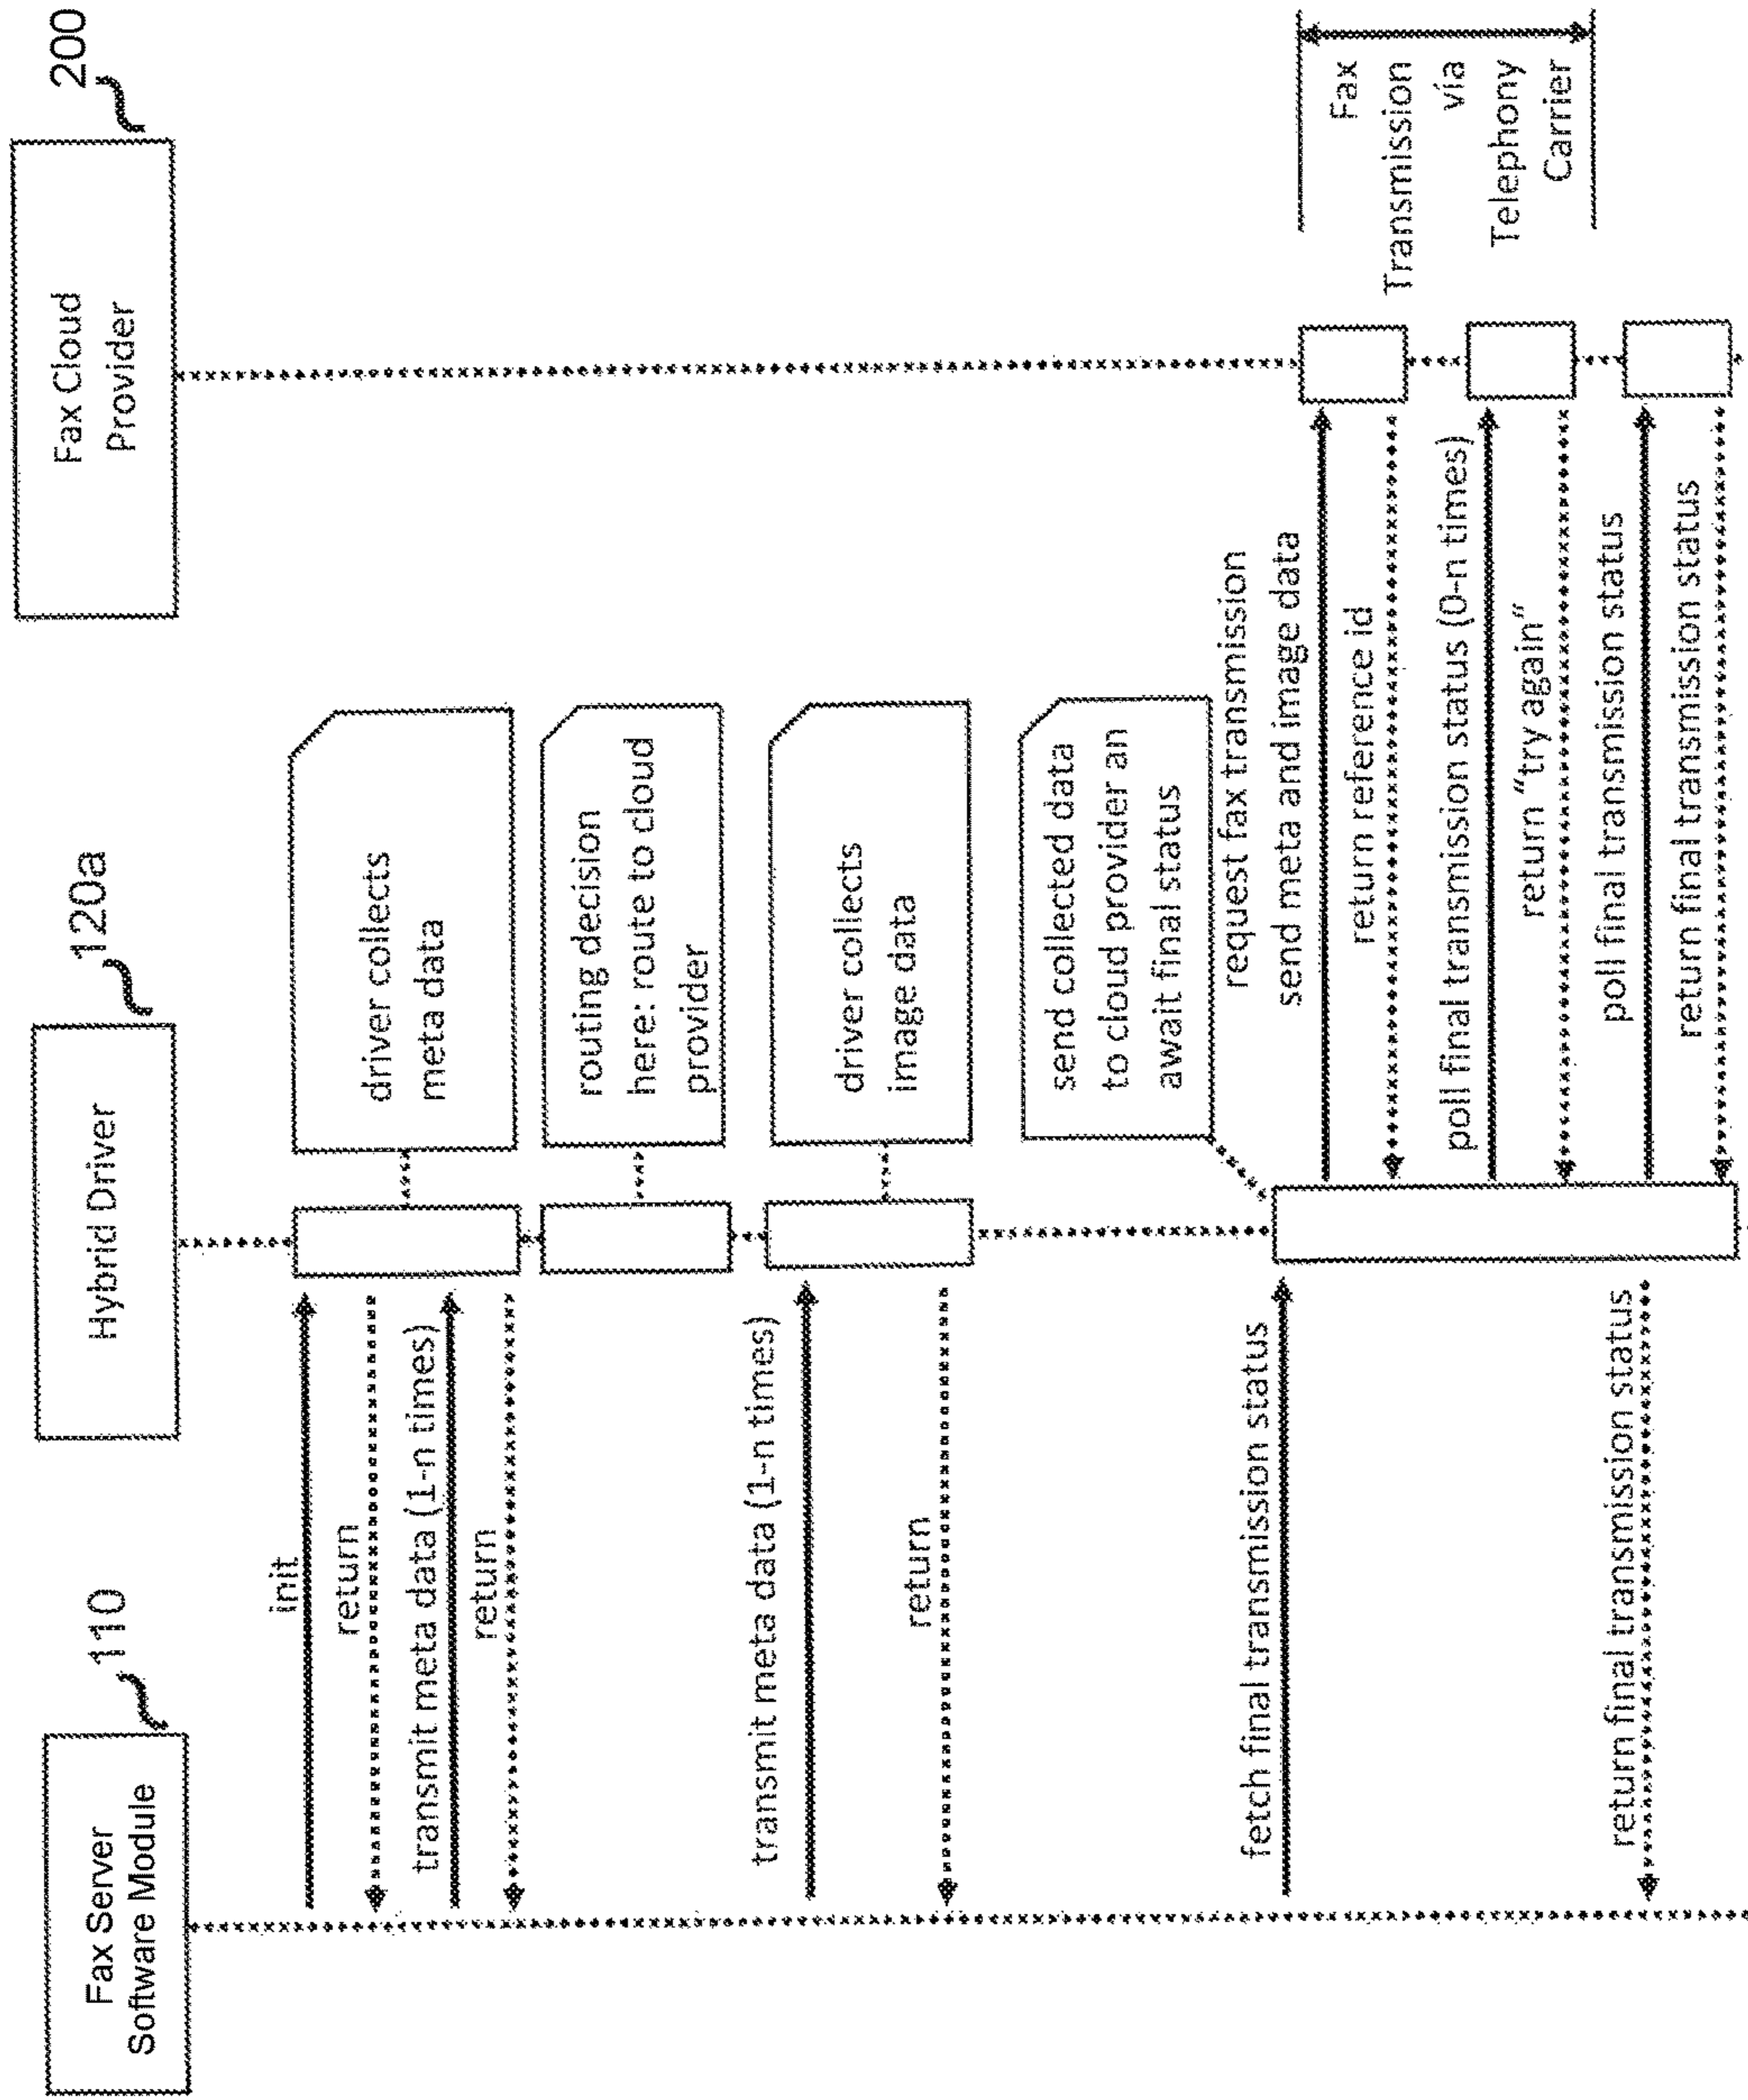 Fax Server
Software Module
110
Hybrid Driver
120a
Fax Cloud
Provider
200
init
return
transmit meta data (1-n times)
return
driver collects
meta data
routing decision
here: route to cloud
provider
transmit meta data (1-n times)
return
driver collects
image data
send collected data
to cloud provider an
await final status
fetch final transmission status
request fax transmission
send meta and image data
return reference id
poll final transmission status (0-n times)
return "try again"
poll final transmission status
return final transmission status
return final transmission status
Fax
Transmission
via
Telephony
Carrier